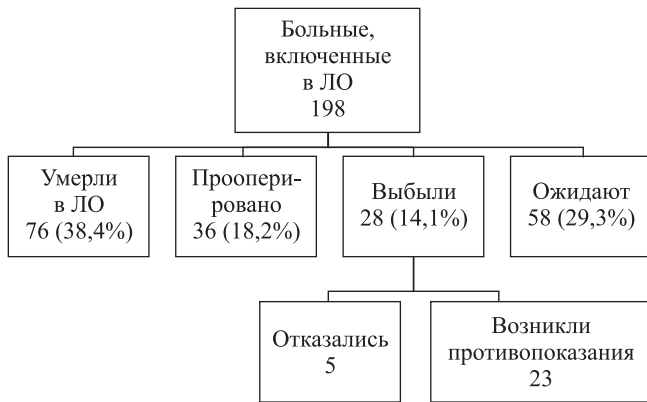 Больные,
включенные
в ЛО
198
Умерли
в ЛО
76 (38,4%)
Проопери-
ровано
36 (18,2%)
Выбыли
28 (14,1%)
Ожидают
58 (29,3%)
Отказались
5
Возникли
противопоказания
23